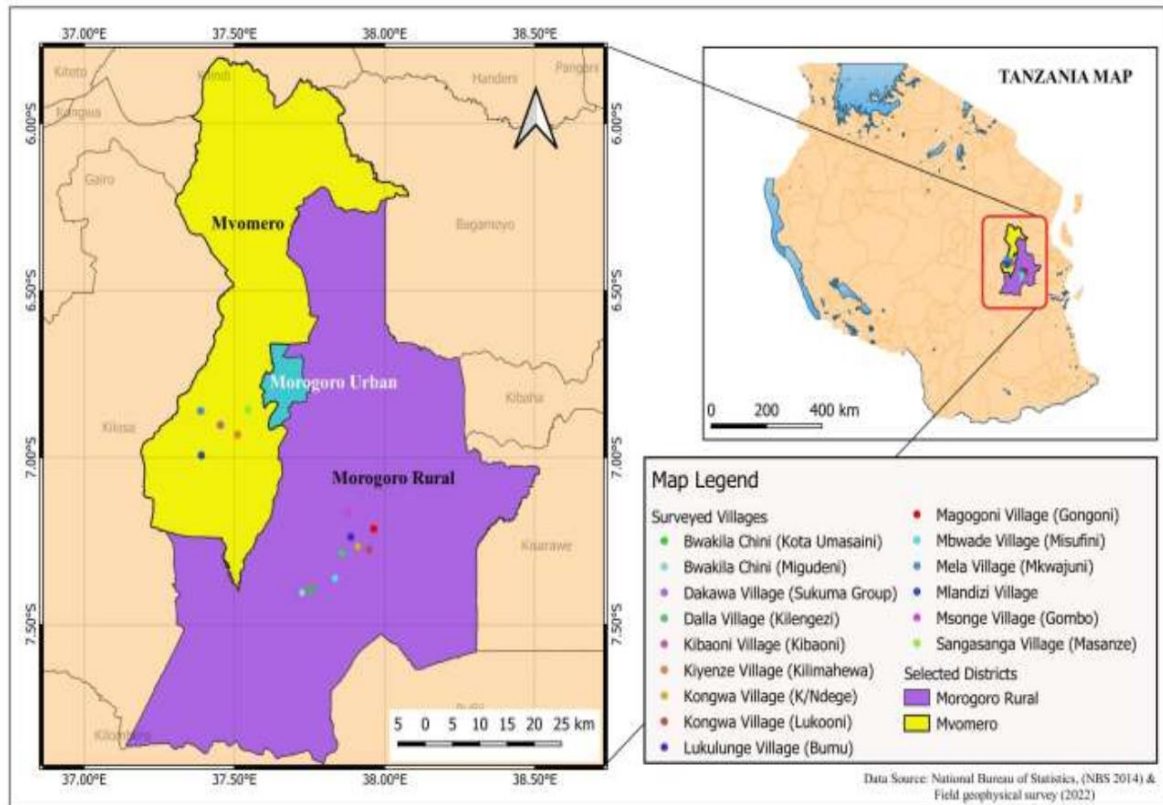 37.00°E 37.50°E 38.00°E 38.50°E
Kiteto
Handeni
Pangani
Kilindi
Kongwa
6.00°S
6.00°S
Gairo
Mvomero
Bagamoyo
6.50°S
6.50°S
Morogoro Urban
Kibaha
Kilosa
7.00°S
7.00°S
Morogoro Rural
Kisarawe
7.50°S
7.50°S
Kilombero
5 0 5 10 15 20 25 km
37.00°E 37.50°E 38.00°E 38.50°E
TANZANIA MAP
0 200 400 km
Map Legend
Surveyed Villages
Bwakila Chini (Kota Umasaini)
Bwakila Chini (Migudeni)
Dakawa Village (Sukuma Group)
Dalla Village (Kilengezi)
Kibaoni Village (Kibaoni)
Kiyenze Village (Kilimahewa)
Kongwa Village (K/Ndege)
Kongwa Village (Lukooni)
Lukulunge Village (Bumu)
Magogoni Village (Gongoni)
Mbwade Village (Misufini)
Mela Village (Mkwajuni)
Mlandizi Village
Msonge Village (Gombo)
Sangasanga Village (Masanze)
Selected Districts
Morogoro Rural
Mvomero
Data Source: National Bureau of Statistics, (NBS 2014) &
Field geophysical survey (2022)